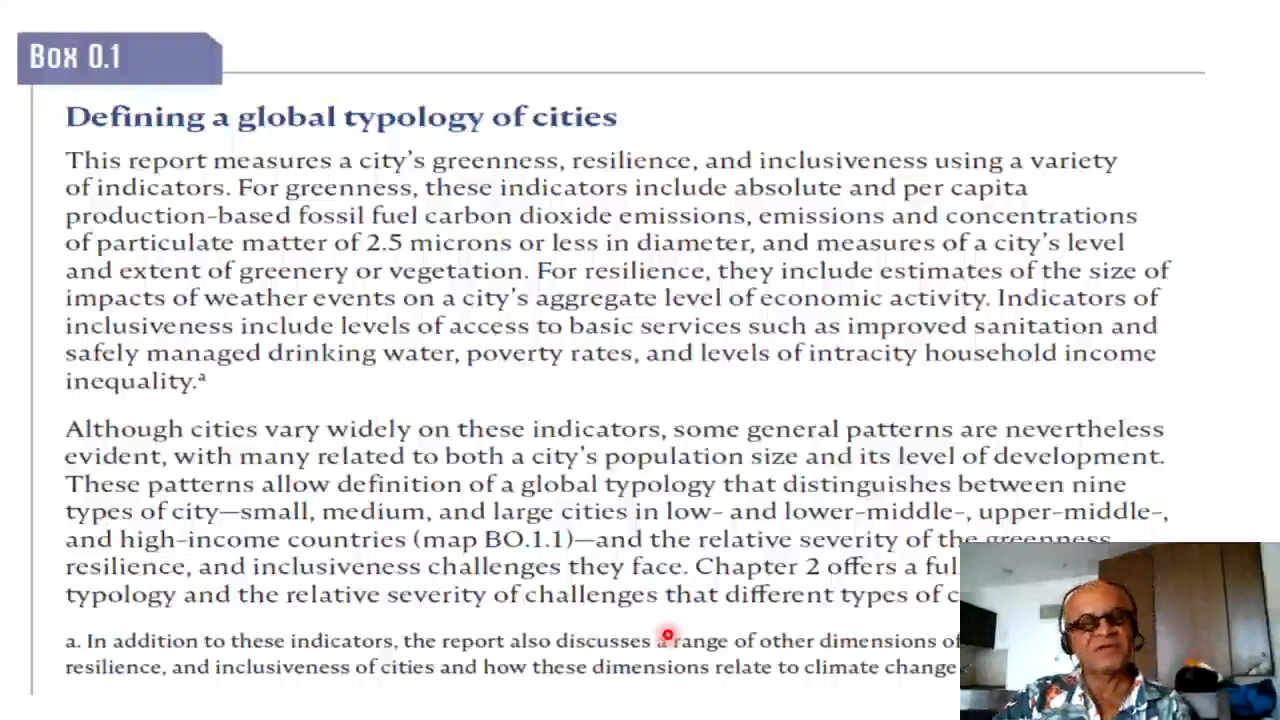 Box 0.1
Defining a global typology of cities
This report measures a city's greenness, resilience, and inclusiveness using a variety
of indicators. For greenness, these indicators include absolute and per capita
production-based fossil fuel carbon dioxide emissions, emissions and concentrations
of particulate matter of 2.5 microns or less in diameter, and measures of a city's level
and extent of greenery or vegetation. For resilience, they include estimates of the size of
impacts of weather events on a city's aggregate level of economic activity. Indicators of
inclusiveness include levels of access to basic services such as improved sanitation and
safely managed drinking water, poverty rates, and levels of intracity household income
inequality.ᵃ
Although cities vary widely on these indicators, some general patterns are nevertheless
evident, with many related to both a city's population size and its level of development.
These patterns allow definition of a global typology that distinguishes between nine
types of city—small, medium, and large cities in low- and lower-middle-, upper-middle-,
and high-income countries (map BO.1.1)—and the relative severity of the greenness,
resilience, and inclusiveness challenges they face. Chapter 2 offers a ful
typology and the relative severity of challenges that different types of c
a. In addition to these indicators, the report also discusses a range of other dimensions of
resilience, and inclusiveness of cities and how these dimensions relate to climate change